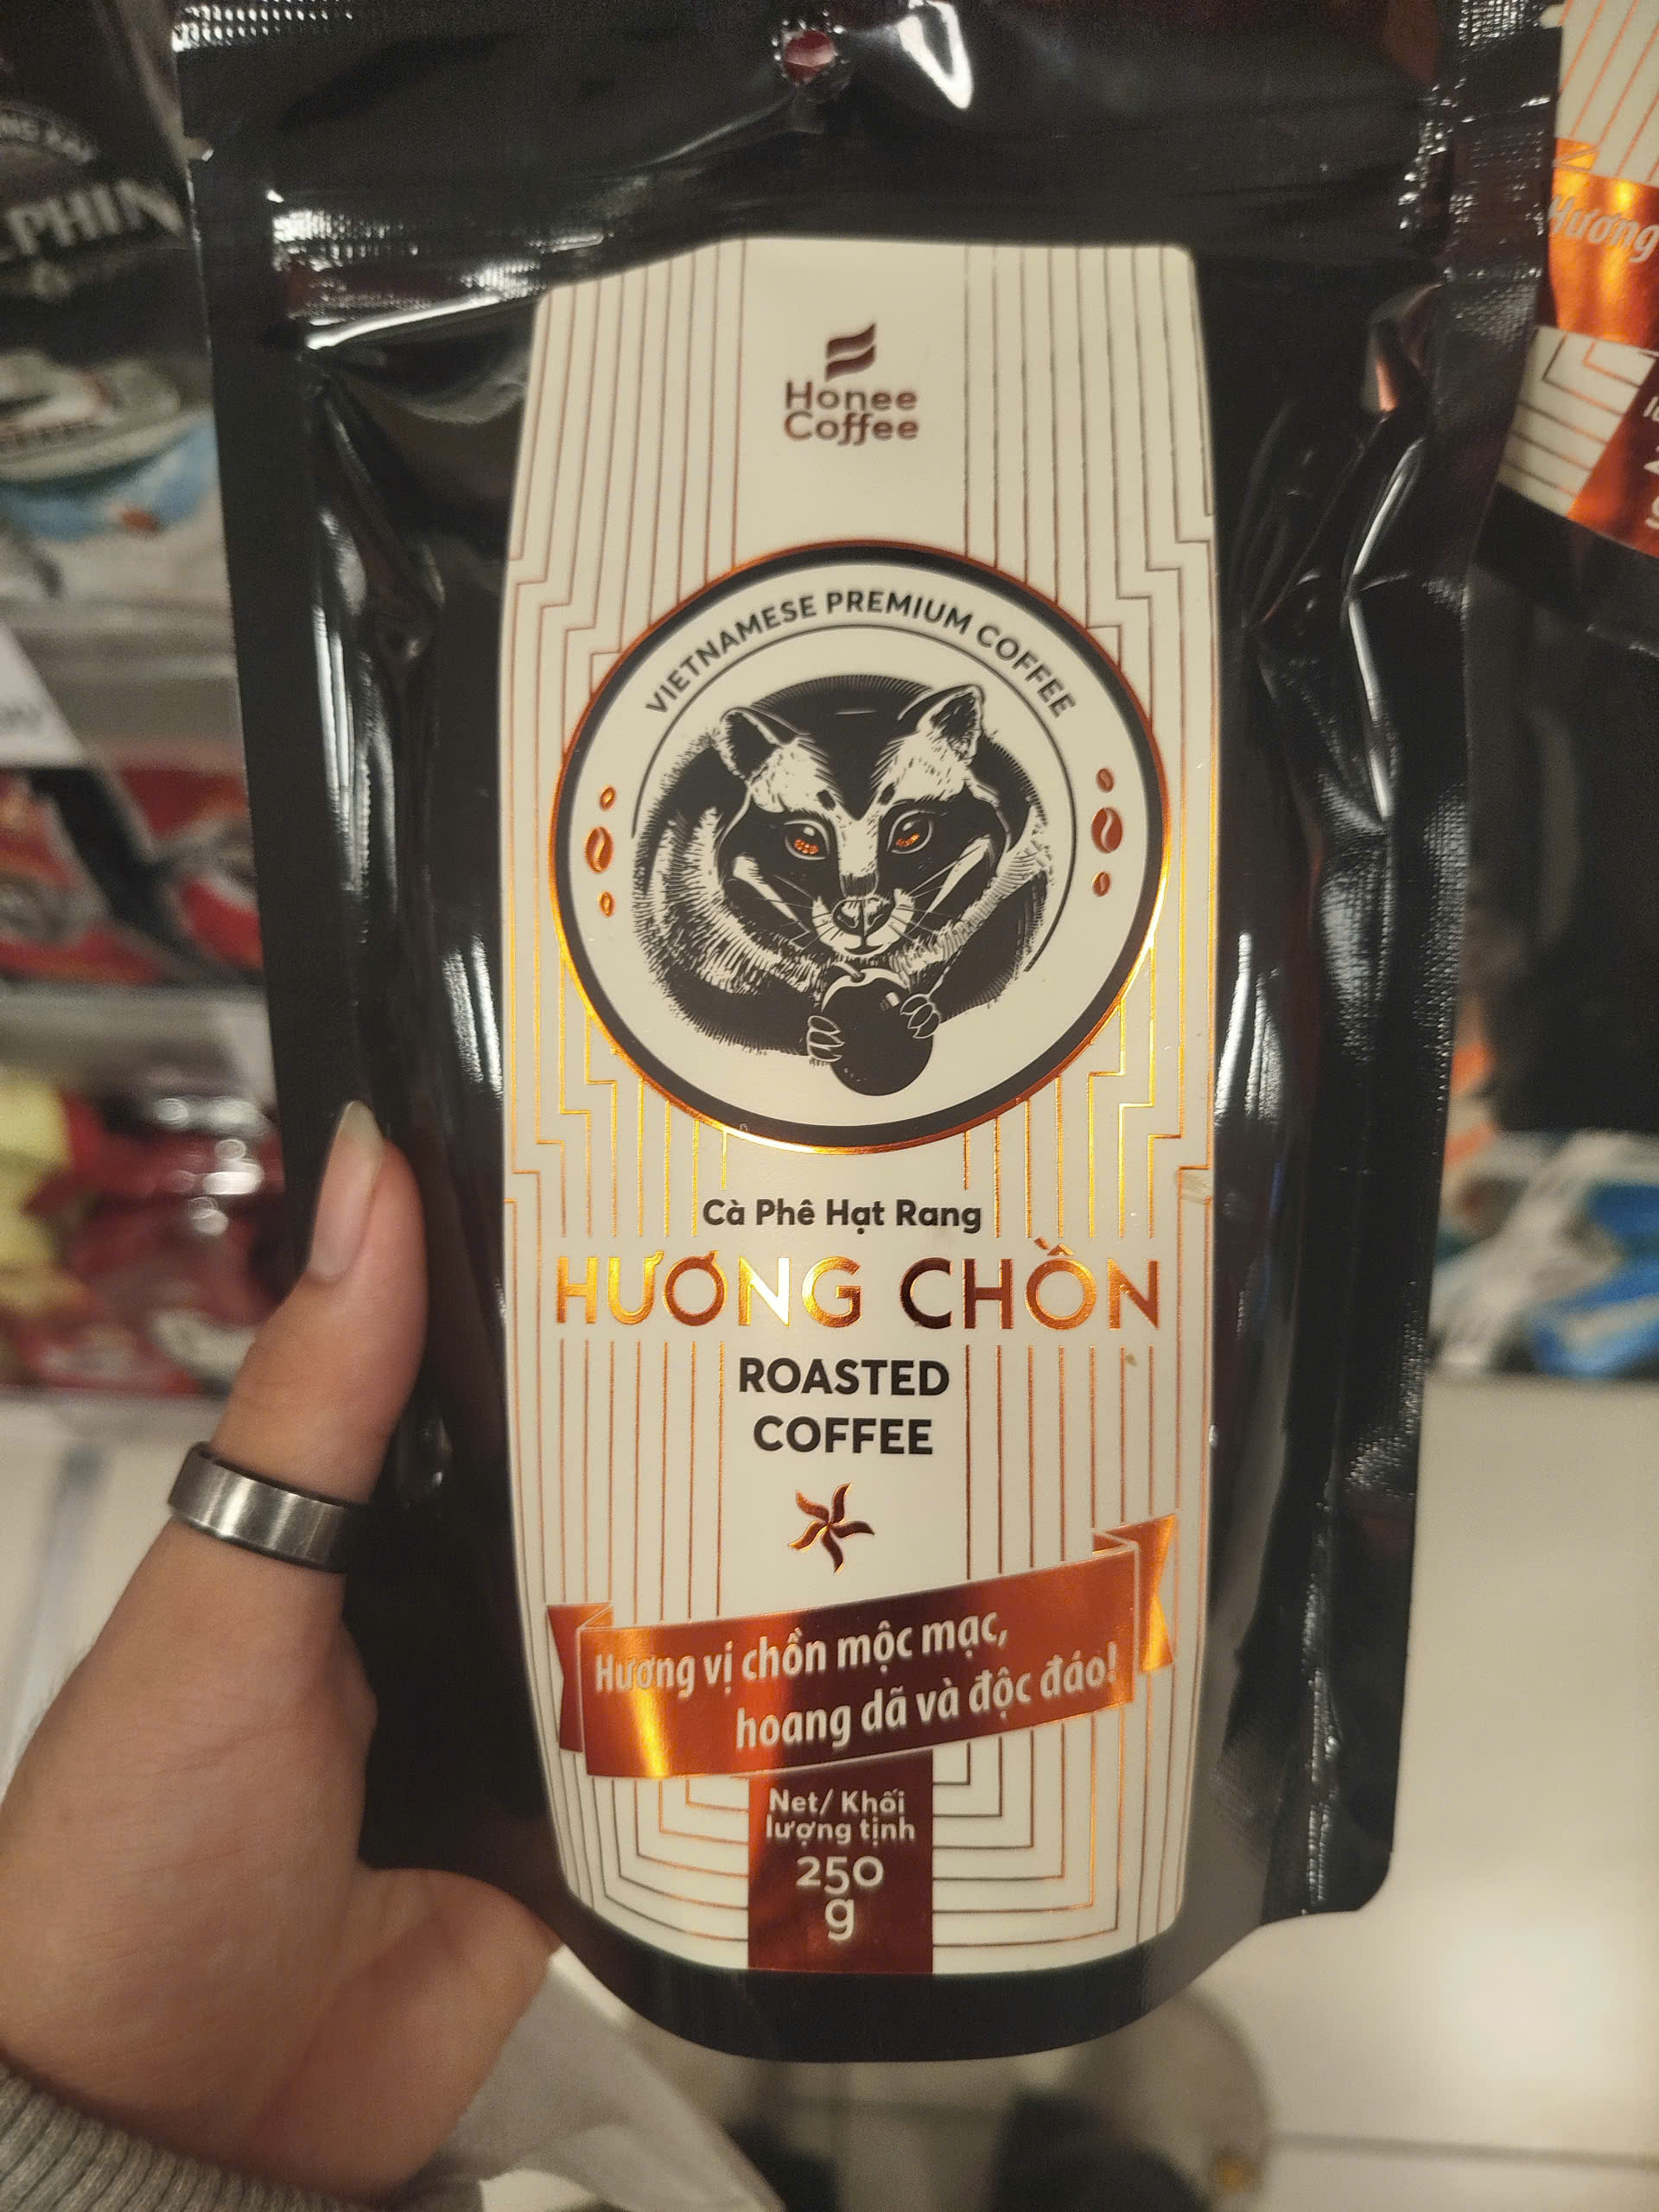 Honee
Coffee
VIETNAMESE PREMIUM COFFEE
Cà Phê Hạt Rang
HƯƠNG CHỒN
ROASTED
COFFEE
Hương vị chồn mộc mạc,
hoang dã và độc đáo!
Net/ Khối
lượng tịnh
250
g
Hương